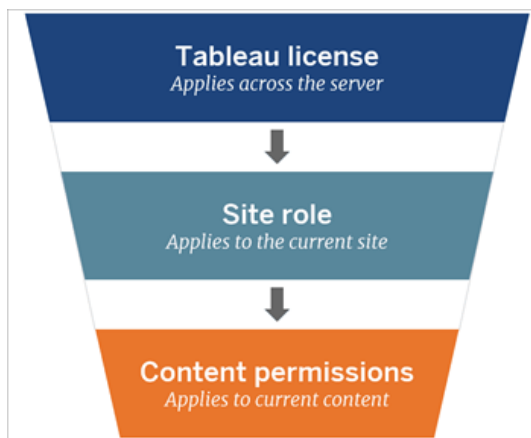 Tableau license
Applies across the server
Site role
Applies to the current site
Content permissions
Applies to current content